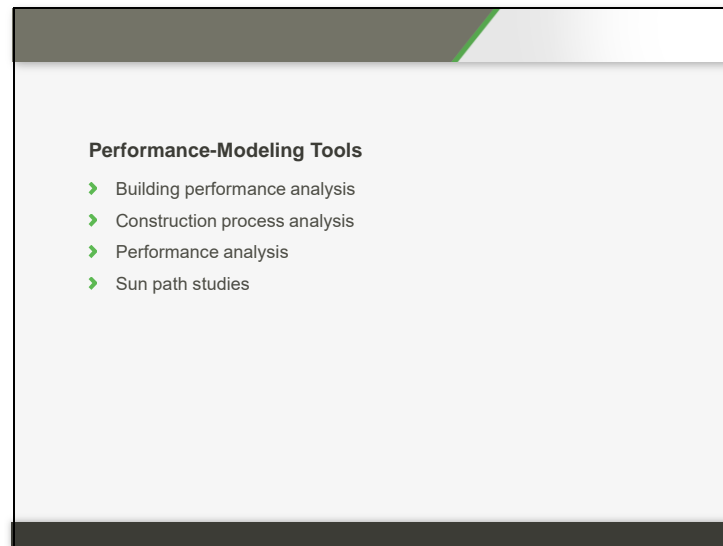 Performance-Modeling Tools
Building performance analysis
Construction process analysis
Performance analysis
Sun path studies